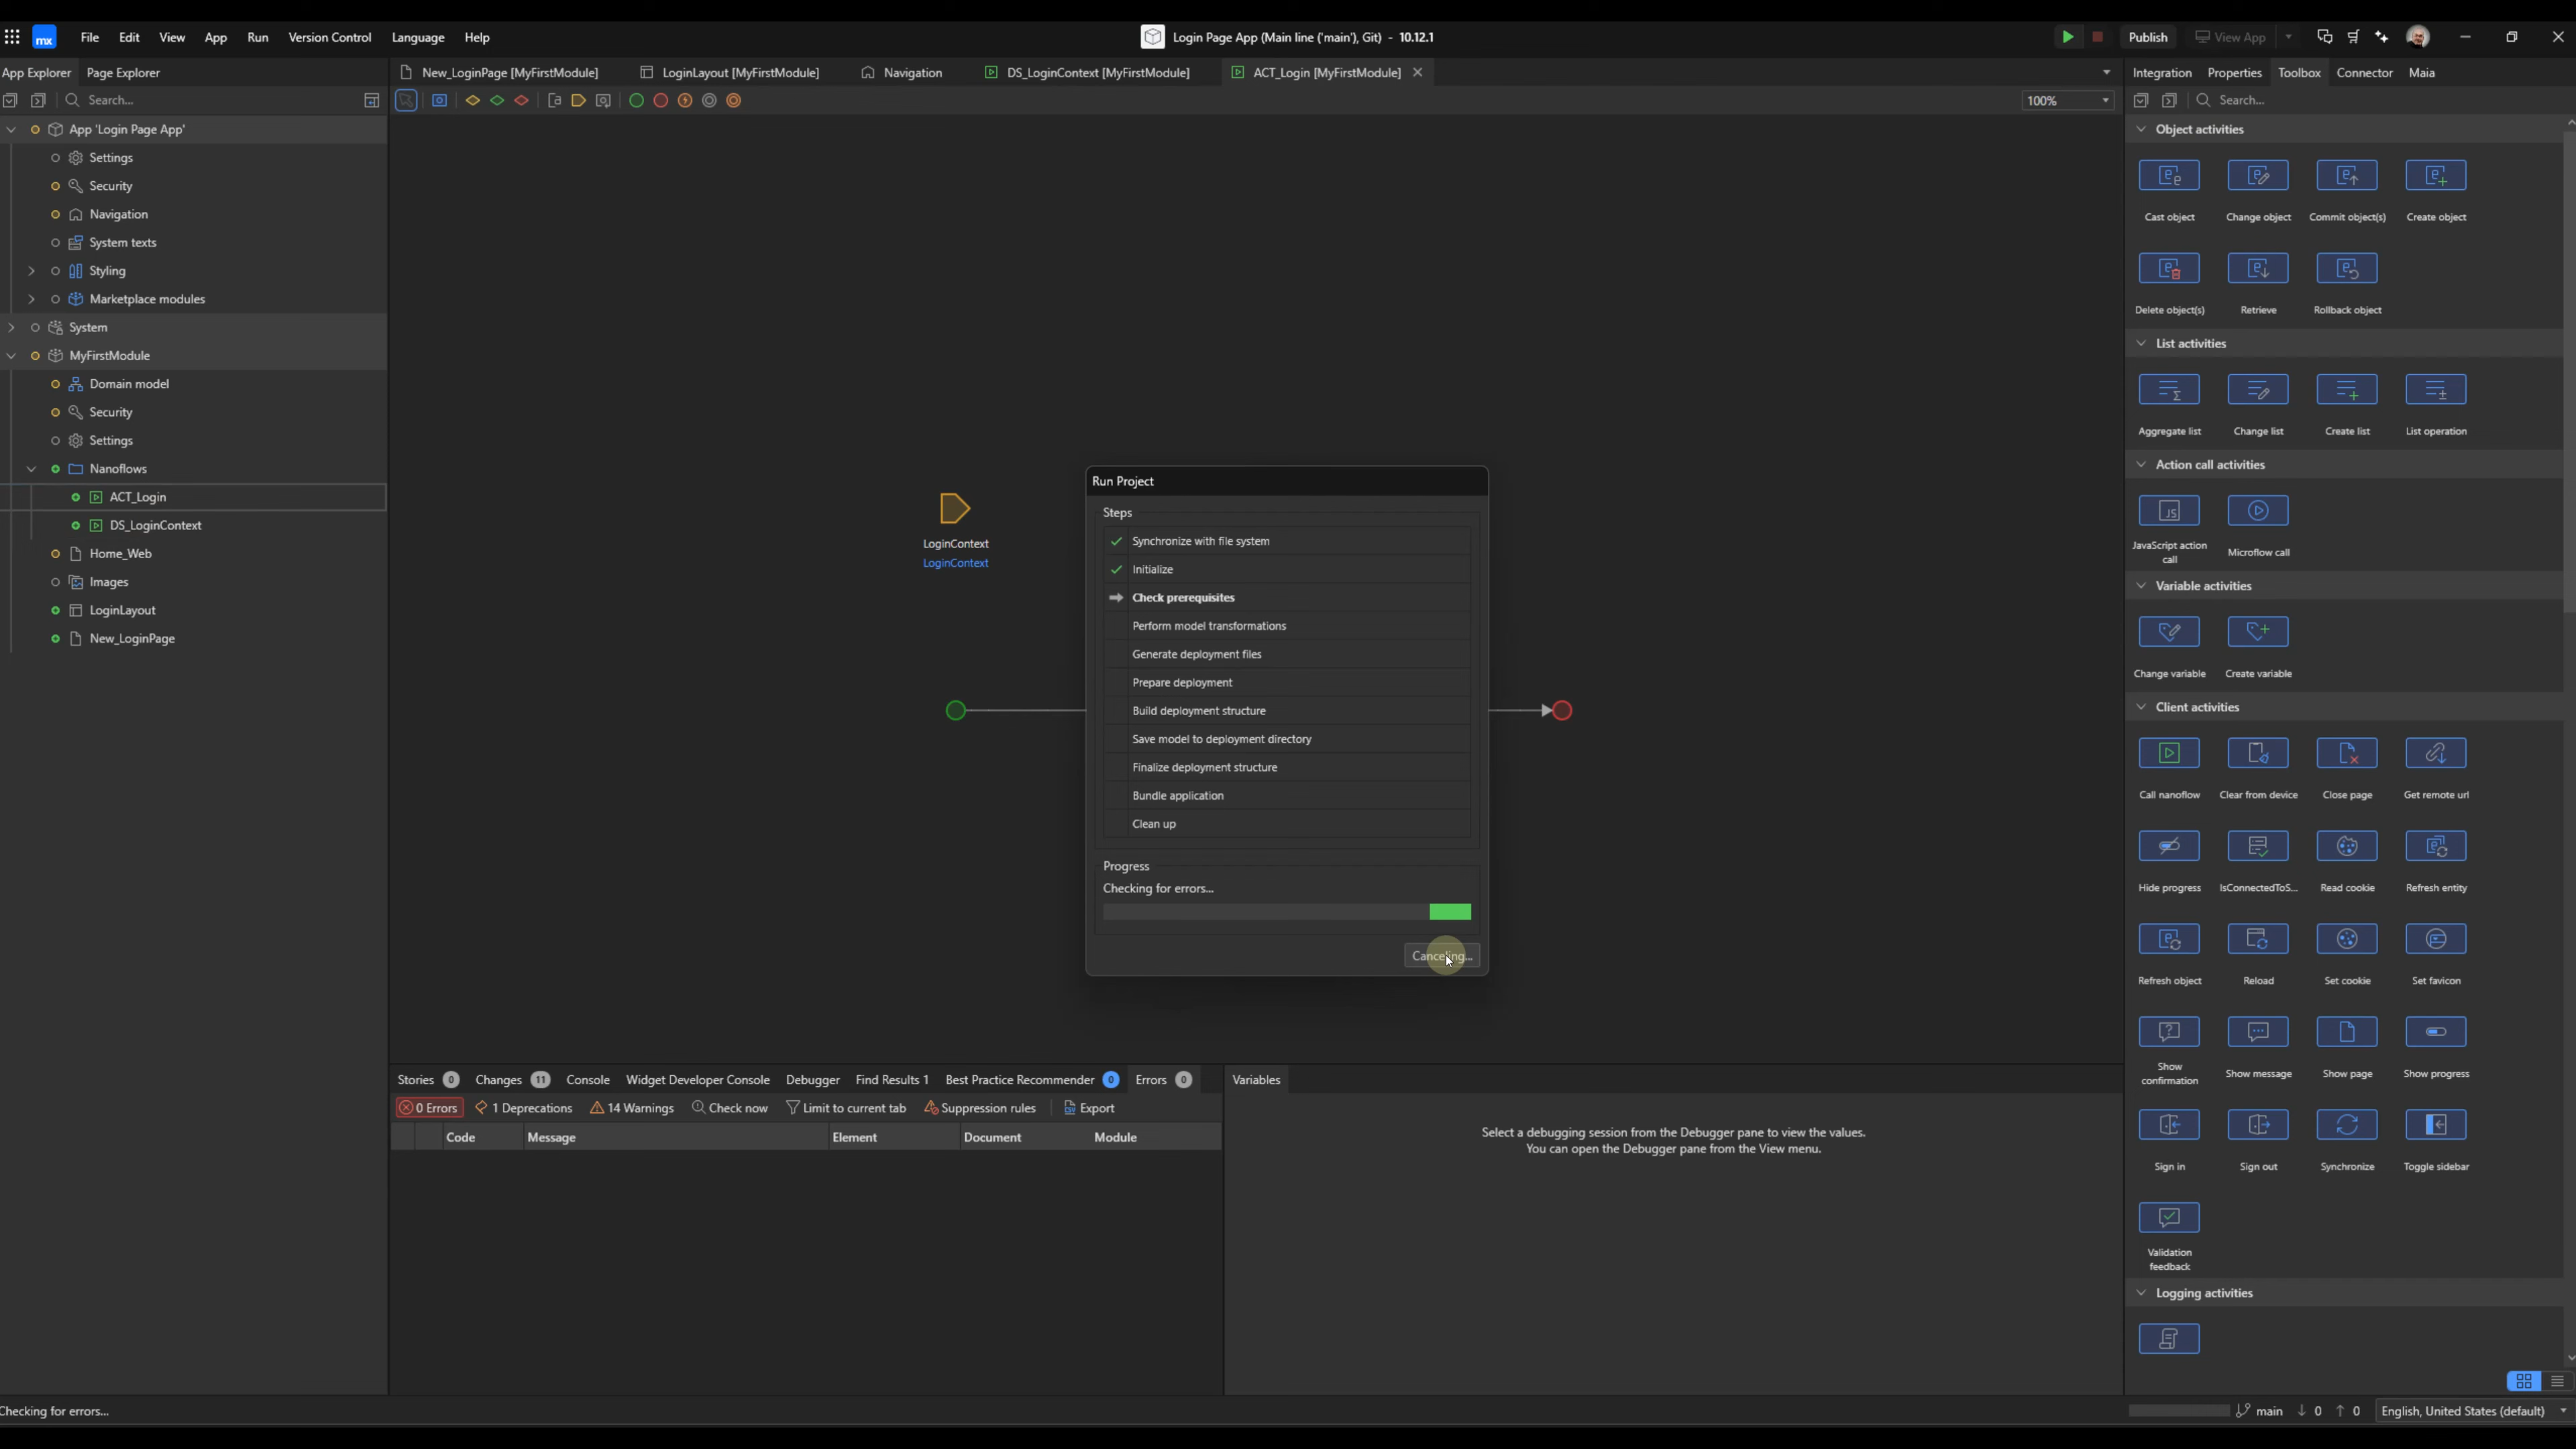 mx
File Edit View App Run Version Control Language Help
Login Page App (Main line ('main'), Git) - 10.12.1
Publish
View App
App Explorer Page Explorer
New_LoginPage [MyFirstModule] LoginLayout [MyFirstModule] Navigation DS_LoginContext [MyFirstModule] ACT_Login [MyFirstModule]
Integration Properties Toolbox Connector Maia
Search...
100%
Search...
App 'Login Page App'
Settings
Security
Navigation
System texts
Styling
Marketplace modules
System
MyFirstModule
Domain model
Security
Settings
Nanoflows
ACT_Login
DS_LoginContext
Home_Web
Images
LoginLayout
New_LoginPage
LoginContext
LoginContext
Run Project
Steps
Synchronize with file system
Initialize
Check prerequisites
Perform model transformations
Generate deployment files
Prepare deployment
Build deployment structure
Save model to deployment directory
Finalize deployment structure
Bundle application
Clean up
Progress
Checking for errors...
Canceling...
Object activities
Cast object Change object Commit object(s) Create object
Delete object(s) Retrieve Rollback object
List activities
Aggregate list Change list Create list List operation
Action call activities
JS
JavaScript action
call
Microflow call
Variable activities
Change variable Create variable
Client activities
Call nanoflow Clear from device Close page Get remote url
Hide progress IsConnectedToS... Read cookie Refresh entity
Refresh object Reload Set cookie Set favicon
Show
confirmation
Show message Show page Show progress
Sign in Sign out Synchronize Toggle sidebar
Validation
feedback
Logging activities
Stories 0 Changes 11 Console Widget Developer Console Debugger Find Results 1 Best Practice Recommender 0 Errors 0
Variables
0 Errors 1 Deprecations 14 Warnings Check now Limit to current tab Suppression rules Export
Code Message Element Document Module
Select a debugging session from the Debugger pane to view the values.
You can open the Debugger pane from the View menu.
Checking for errors...
main 0 0 English, United States (default)